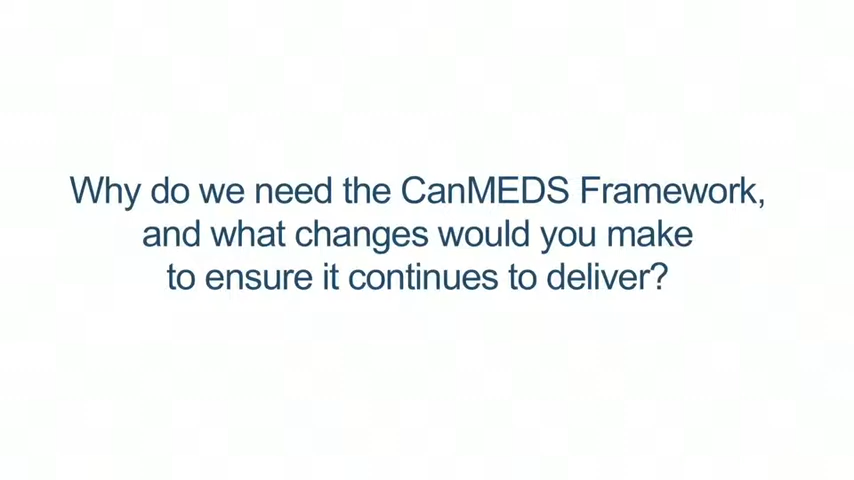 Why do we need the CanMEDS Framework,
and what changes would you make
to ensure it continues to deliver?